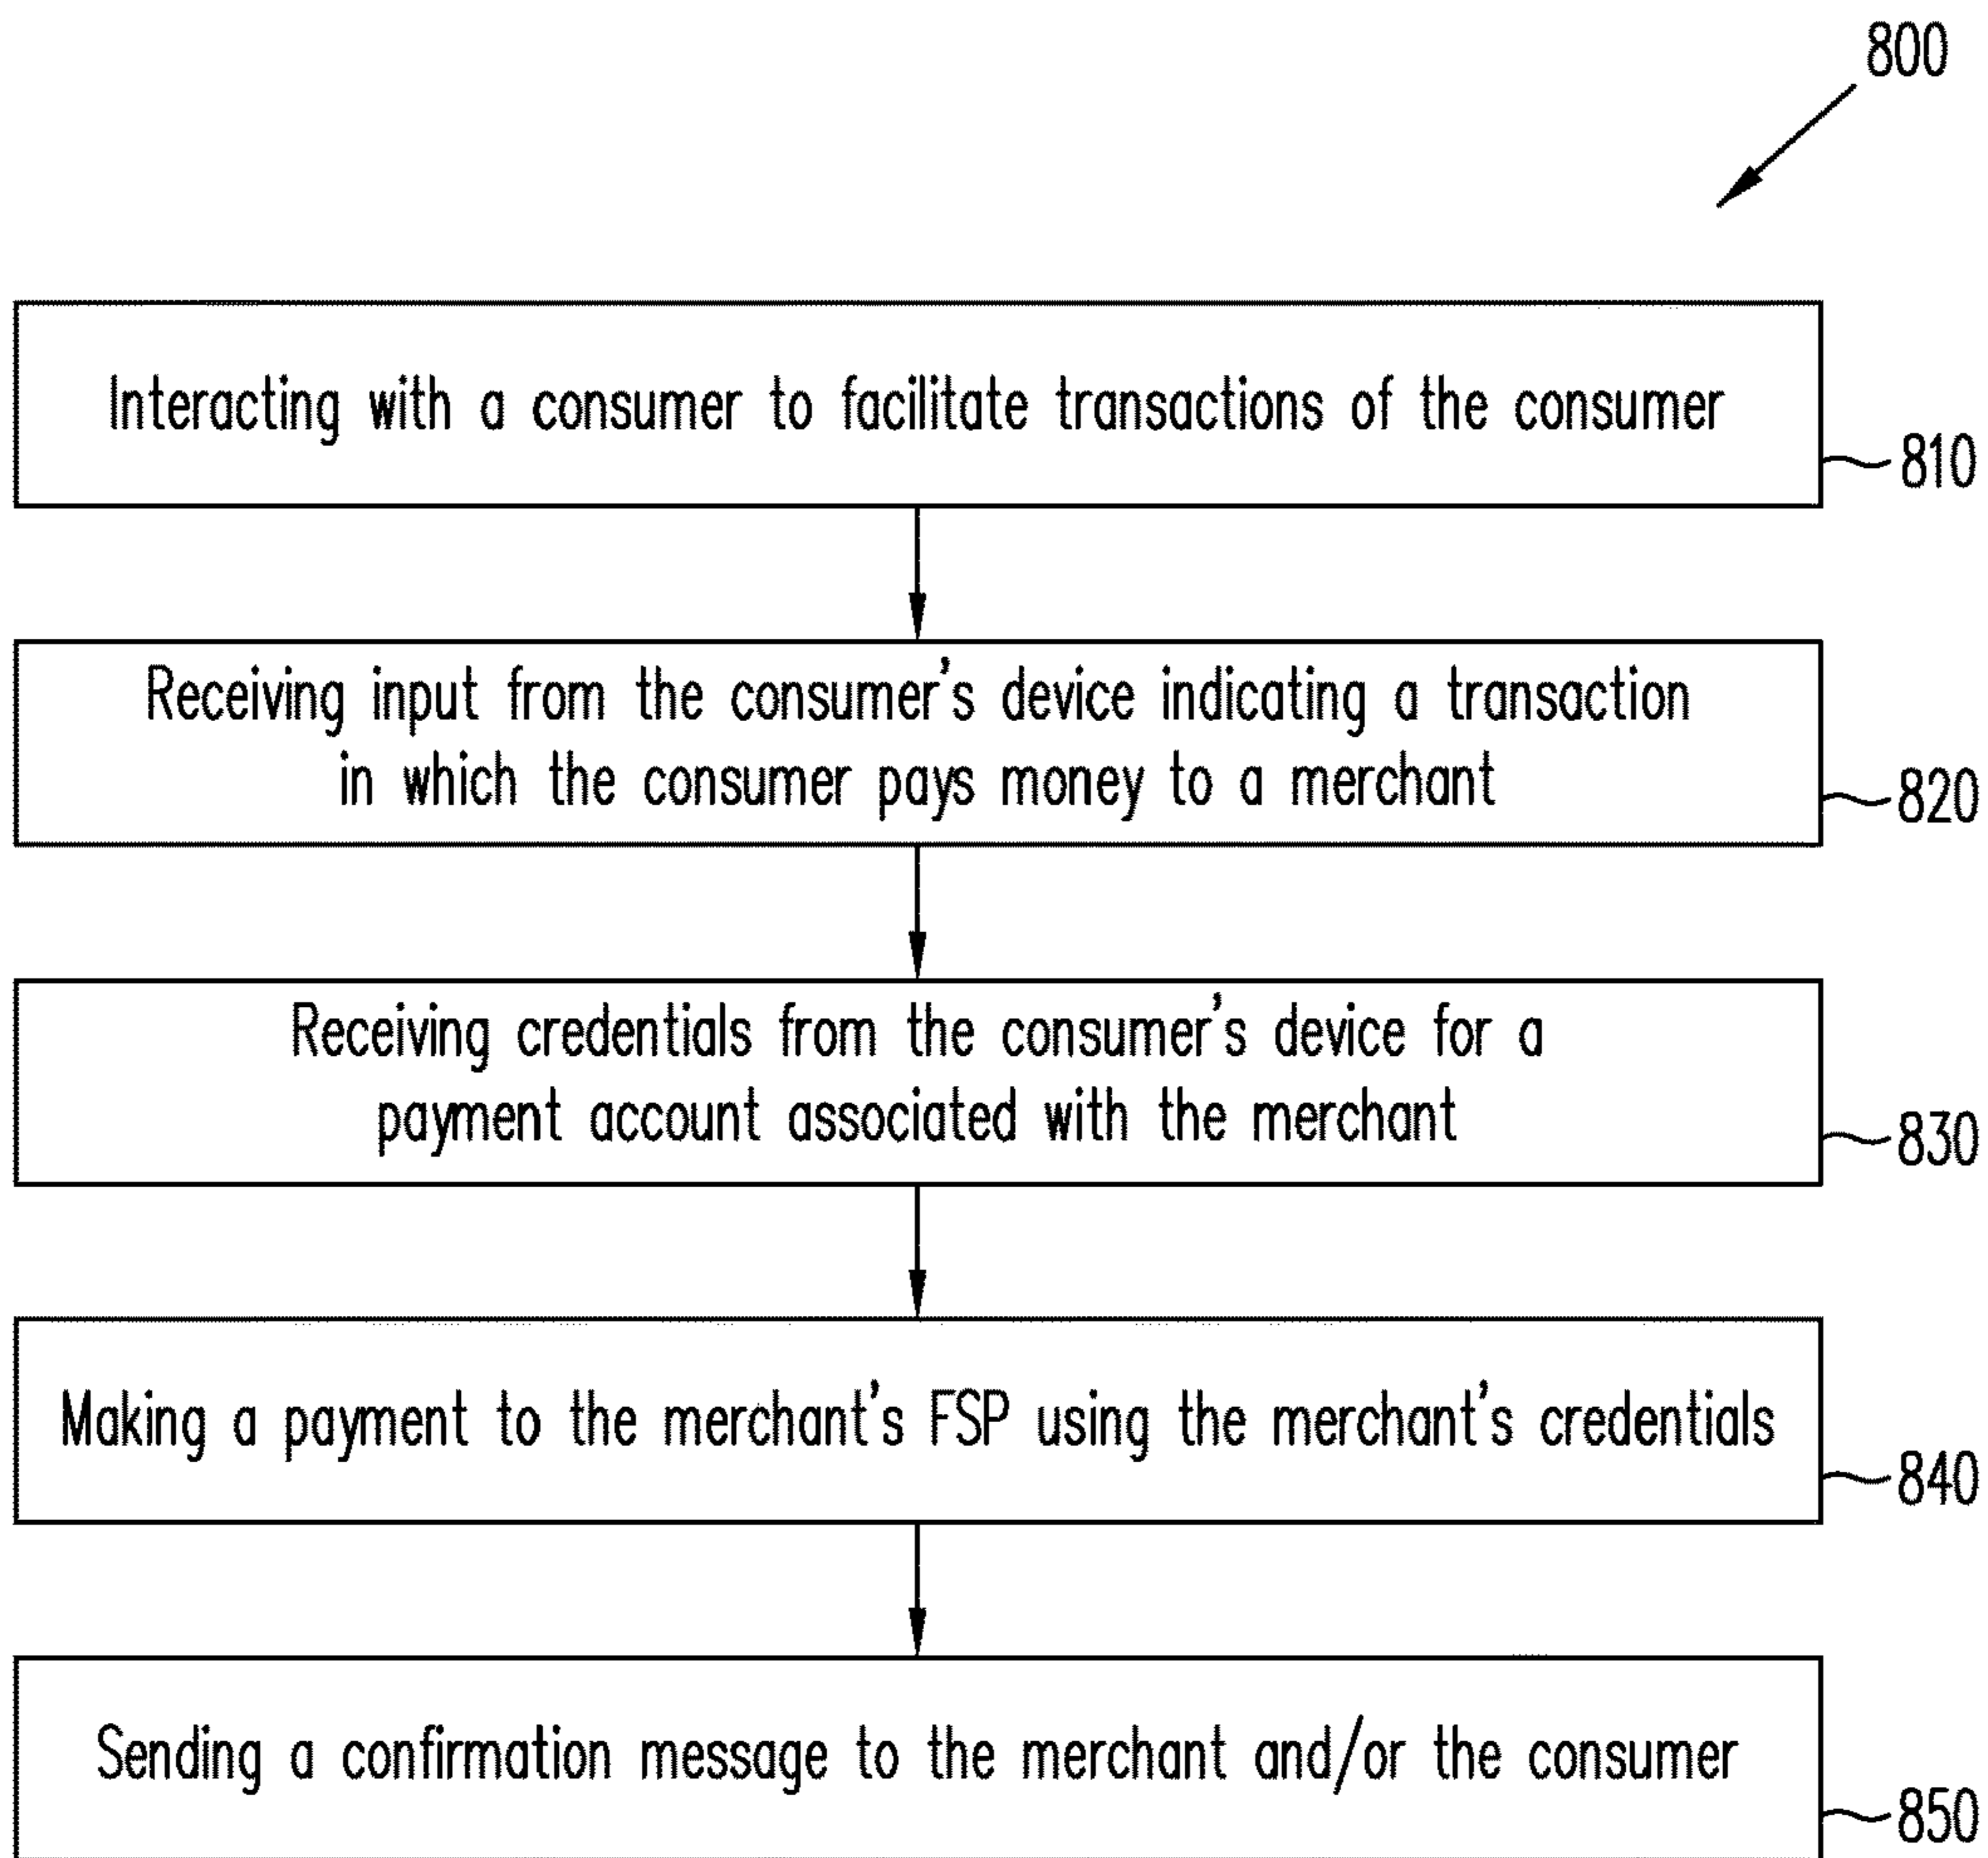 800
Interacting with a consumer to facilitate transactions of the consumer
810
Receiving input from the consumer's device indicating a transaction
in which the consumer pays money to a merchant
820
Receiving credentials from the consumer's device for a
payment account associated with the merchant
830
Making a payment to the merchant's FSP using the merchant's credentials
840
Sending a confirmation message to the merchant and/or the consumer
850